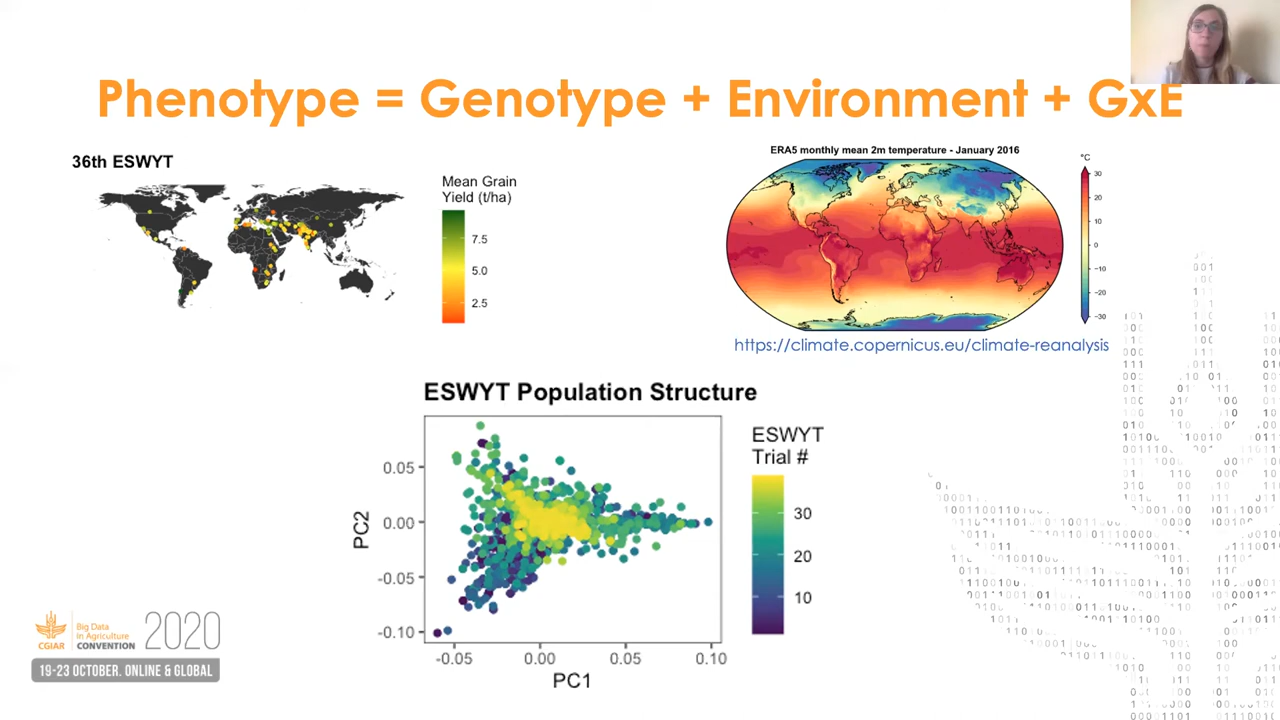 Phenotype = Genotype + Environment + GxE
36th ESWYT
Mean Grain
Yield (t/ha)
7.5
5.0
2.5
ERA5 monthly mean 2m temperature - January 2016
°C
30
20
10
0
−10
−20
−30
https://climate.copernicus.eu/climate-reanalysis
ESWYT Population Structure
PC2
0.05
0.00
-0.05
-0.10
-0.05
0.00
0.05
0.10
PC1
ESWYT
Trial #
30
20
10
CGIAR
Big Data
In Agriculture
CONVENTION
2020
19-23 OCTOBER. ONLINE & GLOBAL